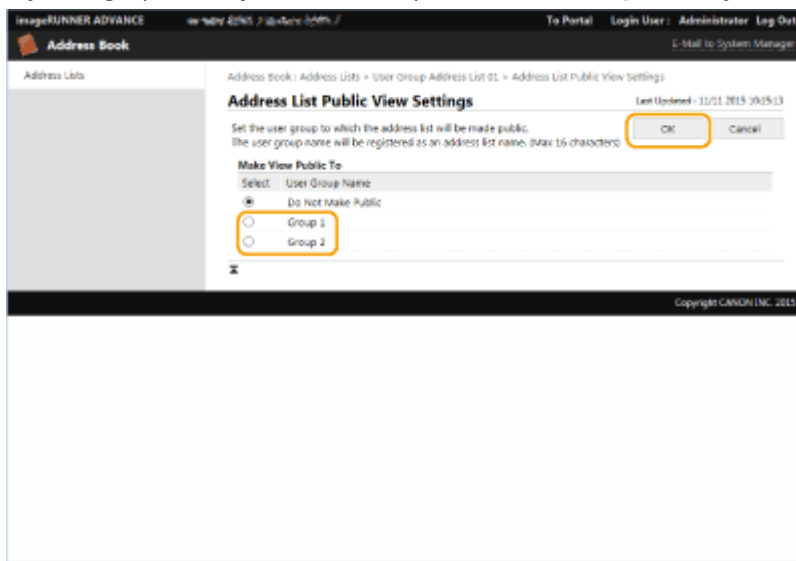 imageRUNNER ADVANCE To Portal Login User : Administrator Log Out
Address Book E-Mail to System Manager
Address Lists
Address Book : Address Lists > User Group Address List 01 > Address List Public View Settings
Address List Public View Settings Last Updated : 11/11 2015 10:15:13
Set the user group to which the address list will be made public.
The user group name will be registered as an address list name. (Max 16 characters)
OK Cancel
Make View Public To
Select User Group Name
Do Not Make Public
Group 1
Group 2
Copyright CANON INC. 2015